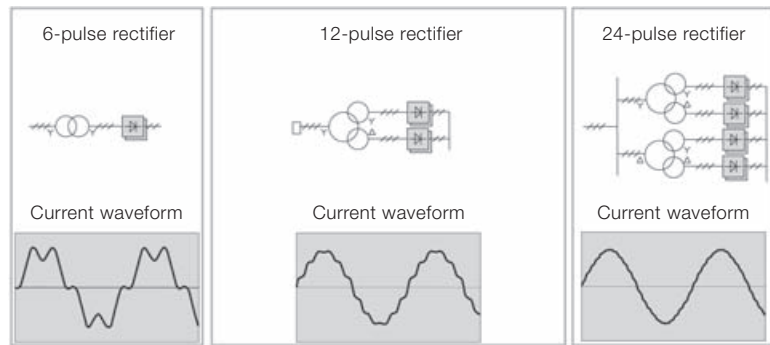 6-pulse rectifier
Current waveform
12-pulse rectifier
Current waveform
24-pulse rectifier
Current waveform